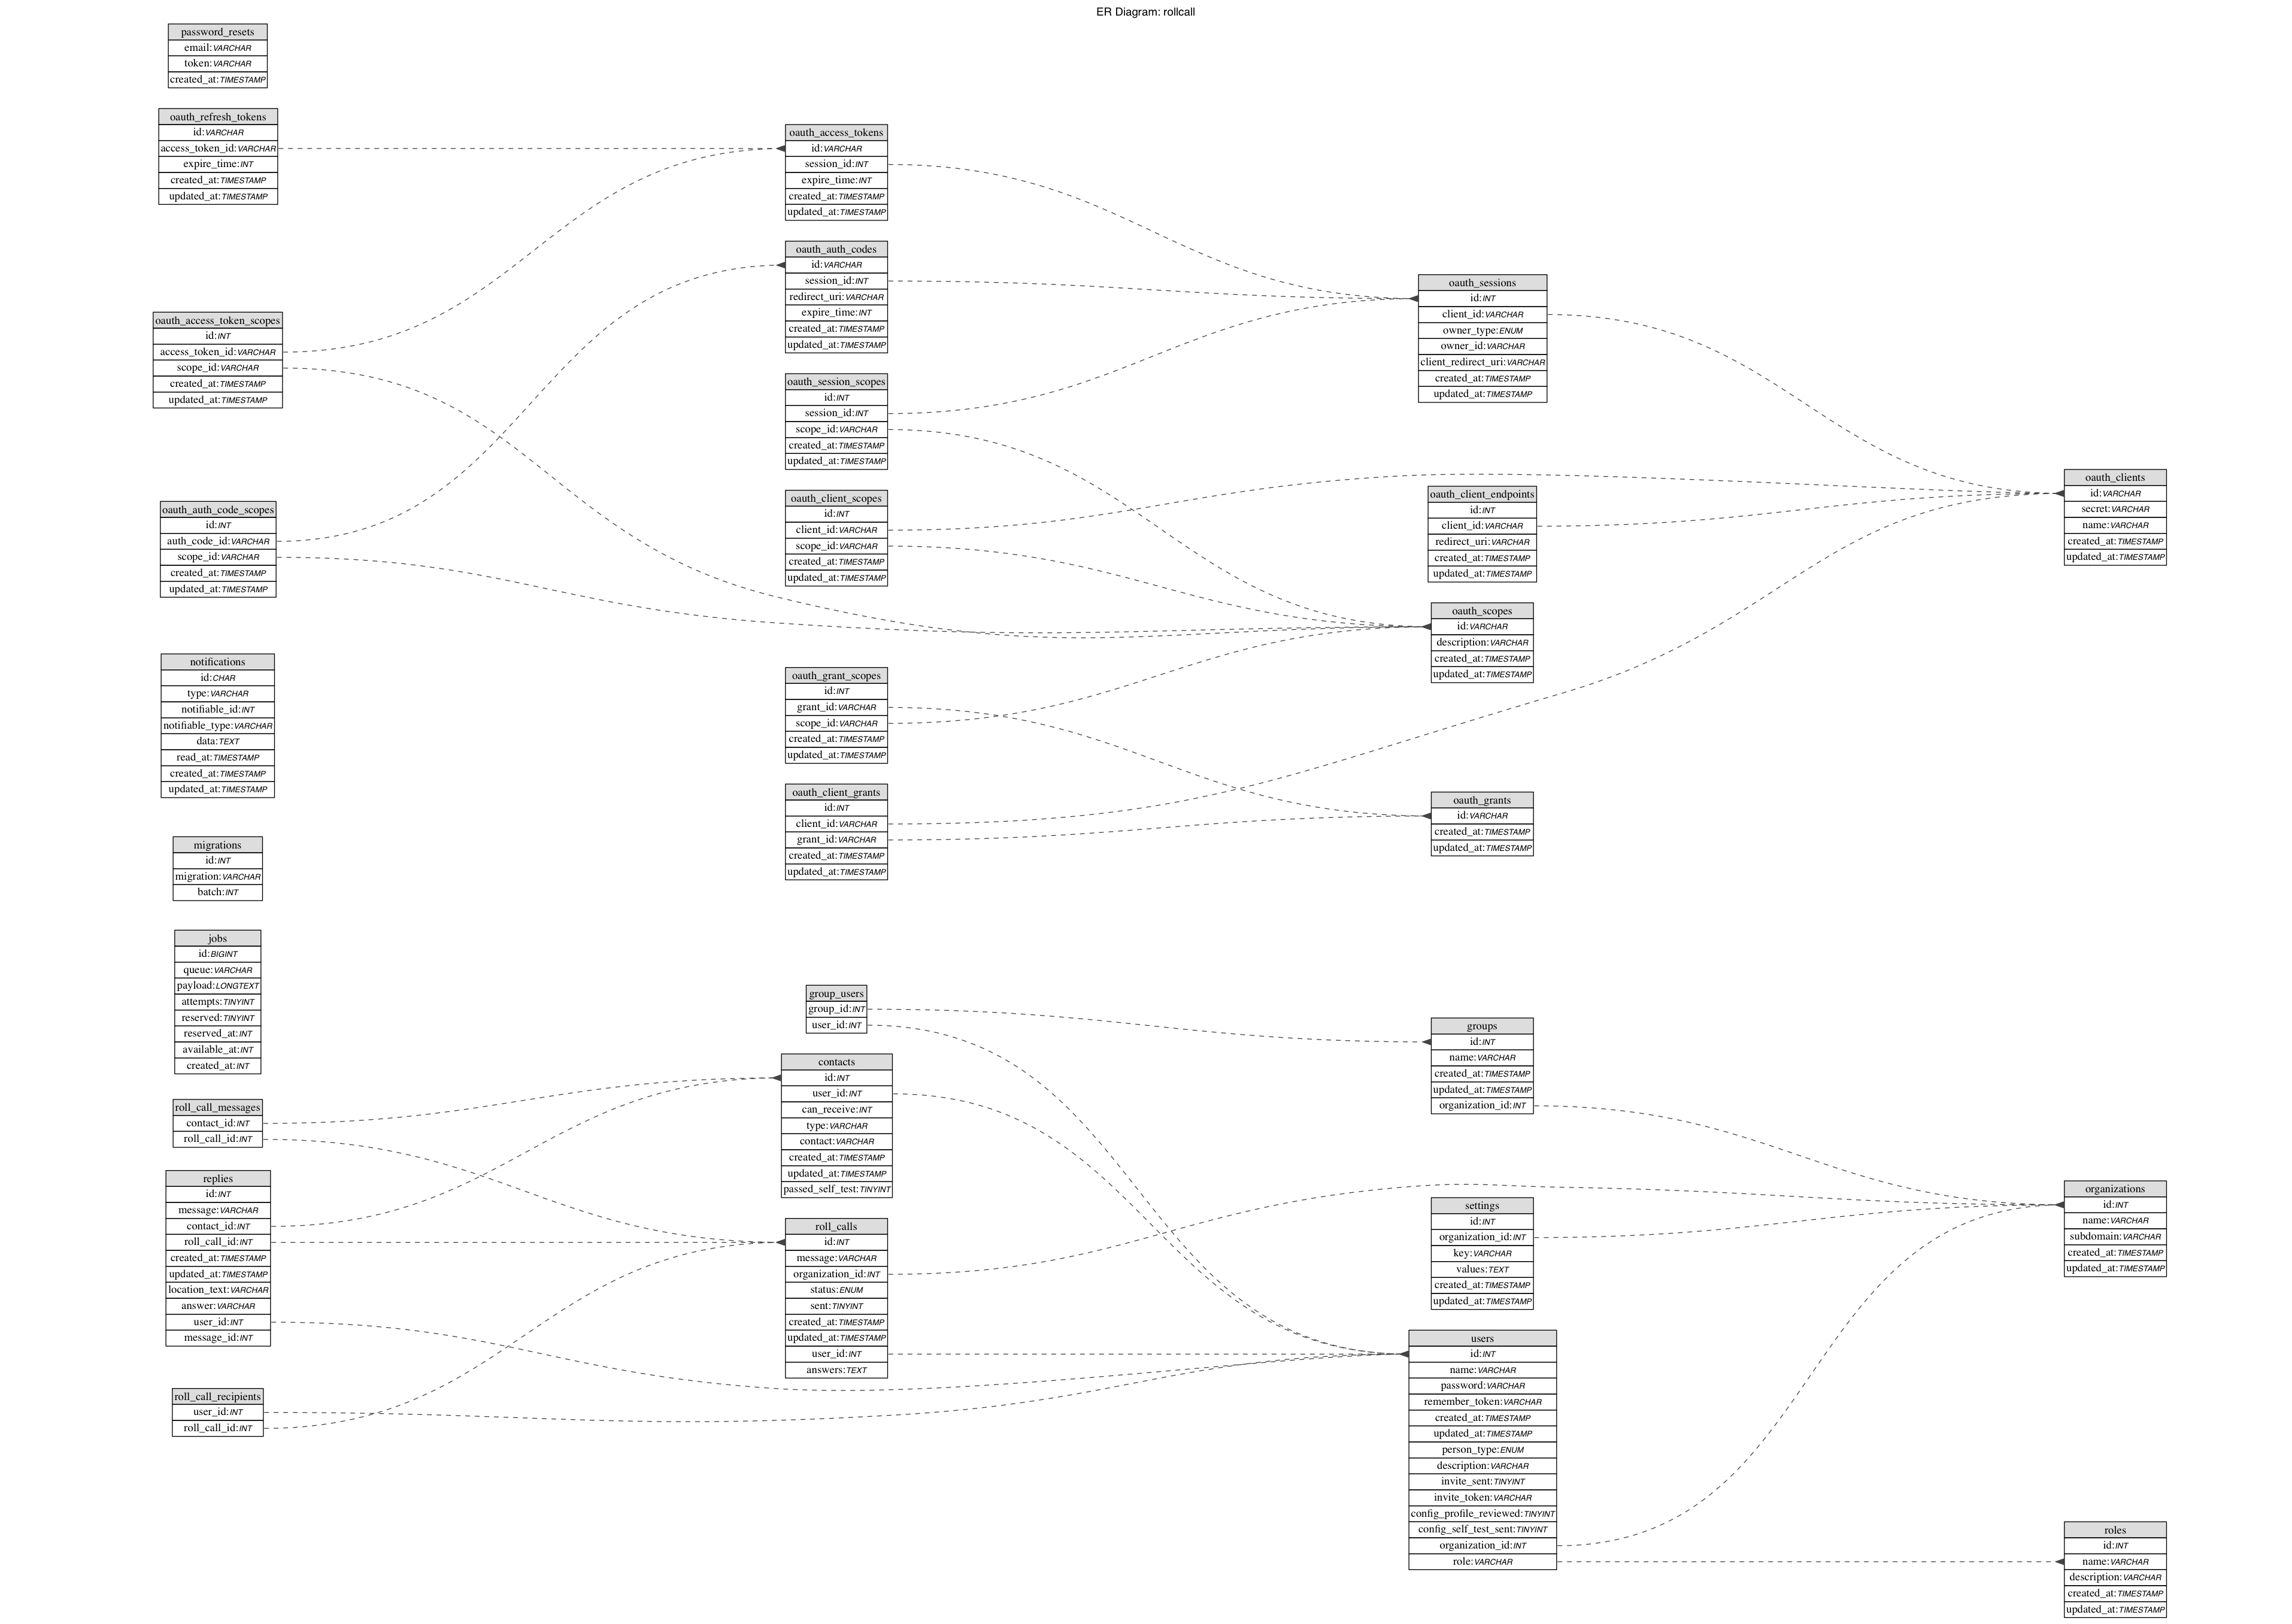 ER Diagram: rollcall
password_resets
email:VARCHAR
token:VARCHAR
created_at:TIMESTAMP
oauth_refresh_tokens
id:VARCHAR
access_token_id:VARCHAR
expire_time:INT
created_at:TIMESTAMP
updated_at:TIMESTAMP
oauth_access_token_scopes
id:INT
access_token_id:VARCHAR
scope_id:VARCHAR
created_at:TIMESTAMP
updated_at:TIMESTAMP
oauth_auth_code_scopes
id:INT
auth_code_id:VARCHAR
scope_id:VARCHAR
created_at:TIMESTAMP
updated_at:TIMESTAMP
notifications
id:CHAR
type:VARCHAR
notifiable_id:INT
notifiable_type:VARCHAR
data:TEXT
read_at:TIMESTAMP
created_at:TIMESTAMP
updated_at:TIMESTAMP
migrations
id:INT
migration:VARCHAR
batch:INT
jobs
id:BIGINT
queue:VARCHAR
payload:LONGTEXT
attempts:TINYINT
reserved:TINYINT
reserved_at:INT
available_at:INT
created_at:INT
roll_call_messages
contact_id:INT
roll_call_id:INT
replies
id:INT
message:VARCHAR
contact_id:INT
roll_call_id:INT
created_at:TIMESTAMP
updated_at:TIMESTAMP
location_text:VARCHAR
answer:VARCHAR
user_id:INT
message_id:INT
roll_call_recipients
user_id:INT
roll_call_id:INT
oauth_access_tokens
id:VARCHAR
session_id:INT
expire_time:INT
created_at:TIMESTAMP
updated_at:TIMESTAMP
oauth_auth_codes
id:VARCHAR
session_id:INT
redirect_uri:VARCHAR
expire_time:INT
created_at:TIMESTAMP
updated_at:TIMESTAMP
oauth_session_scopes
id:INT
session_id:INT
scope_id:VARCHAR
created_at:TIMESTAMP
updated_at:TIMESTAMP
oauth_client_scopes
id:INT
client_id:VARCHAR
scope_id:VARCHAR
created_at:TIMESTAMP
updated_at:TIMESTAMP
oauth_grant_scopes
id:INT
grant_id:VARCHAR
scope_id:VARCHAR
created_at:TIMESTAMP
updated_at:TIMESTAMP
oauth_client_grants
id:INT
client_id:VARCHAR
grant_id:VARCHAR
created_at:TIMESTAMP
updated_at:TIMESTAMP
group_users
group_id:INT
user_id:INT
contacts
id:INT
user_id:INT
can_receive:INT
type:VARCHAR
contact:VARCHAR
created_at:TIMESTAMP
updated_at:TIMESTAMP
passed_self_test:TINYINT
roll_calls
id:INT
message:VARCHAR
organization_id:INT
status:ENUM
sent:TINYINT
created_at:TIMESTAMP
updated_at:TIMESTAMP
user_id:INT
answers:TEXT
oauth_sessions
id:INT
client_id:VARCHAR
owner_type:ENUM
owner_id:VARCHAR
client_redirect_uri:VARCHAR
created_at:TIMESTAMP
updated_at:TIMESTAMP
oauth_client_endpoints
id:INT
client_id:VARCHAR
redirect_uri:VARCHAR
created_at:TIMESTAMP
updated_at:TIMESTAMP
oauth_scopes
id:VARCHAR
description:VARCHAR
created_at:TIMESTAMP
updated_at:TIMESTAMP
oauth_grants
id:VARCHAR
created_at:TIMESTAMP
updated_at:TIMESTAMP
groups
id:INT
name:VARCHAR
created_at:TIMESTAMP
updated_at:TIMESTAMP
organization_id:INT
settings
id:INT
organization_id:INT
key:VARCHAR
values:TEXT
created_at:TIMESTAMP
updated_at:TIMESTAMP
users
id:INT
name:VARCHAR
password:VARCHAR
remember_token:VARCHAR
created_at:TIMESTAMP
updated_at:TIMESTAMP
person_type:ENUM
description:VARCHAR
invite_sent:TINYINT
invite_token:VARCHAR
config_profile_reviewed:TINYINT
config_self_test_sent:TINYINT
organization_id:INT
role:VARCHAR
oauth_clients
id:VARCHAR
secret:VARCHAR
name:VARCHAR
created_at:TIMESTAMP
updated_at:TIMESTAMP
organizations
id:INT
name:VARCHAR
subdomain:VARCHAR
created_at:TIMESTAMP
updated_at:TIMESTAMP
roles
id:INT
name:VARCHAR
description:VARCHAR
created_at:TIMESTAMP
updated_at:TIMESTAMP